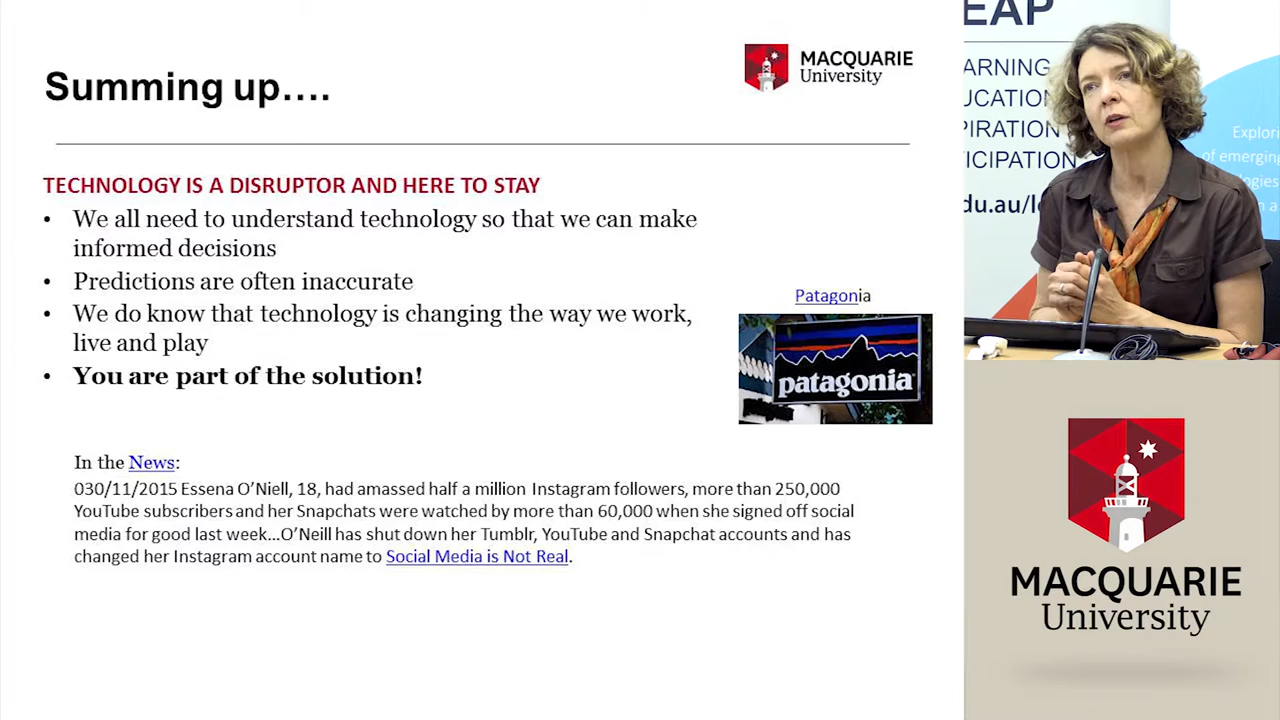 Summing up….
MACQUARIE
University
TECHNOLOGY IS A DISRUPTOR AND HERE TO STAY
• We all need to understand technology so that we can make
informed decisions
• Predictions are often inaccurate
• We do know that technology is changing the way we work,
live and play
• You are part of the solution!
Patagonia
patagonia
In the News:
030/11/2015 Essena O’Niell, 18, had amassed half a million Instagram followers, more than 250,000
YouTube subscribers and her Snapchats were watched by more than 60,000 when she signed off social
media for good last week…O’Neill has shut down her Tumblr, YouTube and Snapchat accounts and has
changed her Instagram account name to Social Media is Not Real.
EAP
ARNING
UCATION
PIRATION
TICIPATION
du.au/le
Explori
of emerging
ologies
n a
MACQUARIE
University